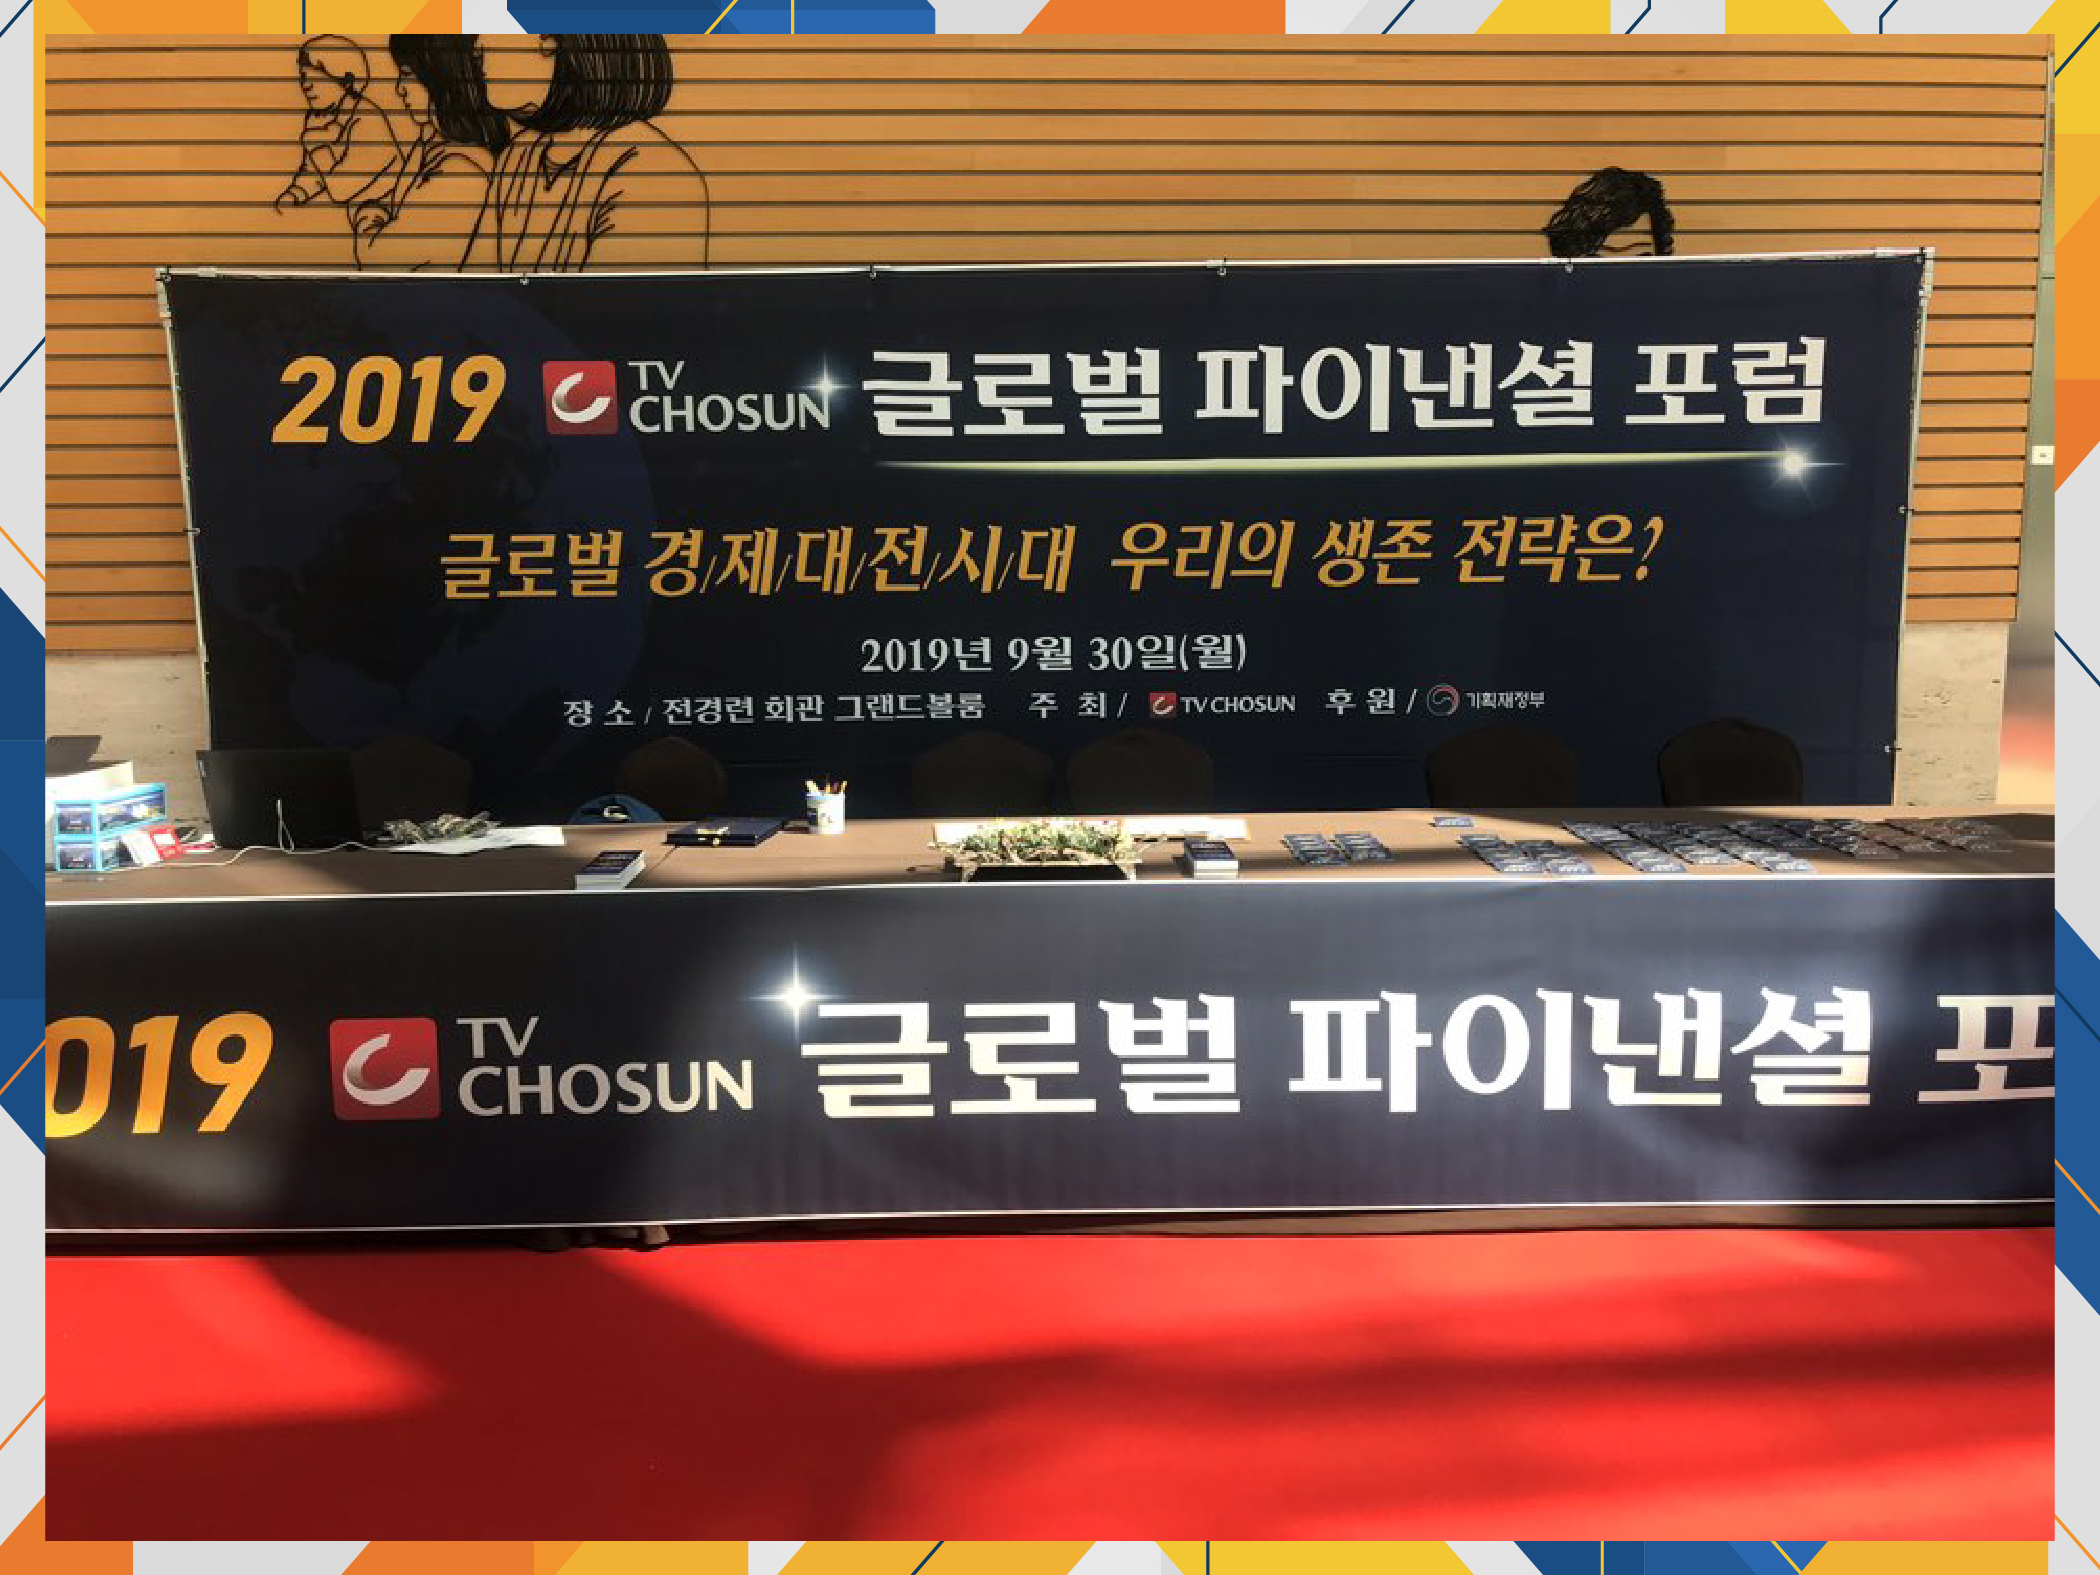 2019 TV CHOSUN 글로벌 파이낸셜 포럼
글로벌 경/제/대/전/시/대 우리의 생존 전략은?
2019년 9월 30일(월)
장 소 / 전경련 회관 그랜드볼룸 주 최 / TV CHOSUN 후 원 / 기획재정부
019 TV CHOSUN 글로벌 파이낸셜 포